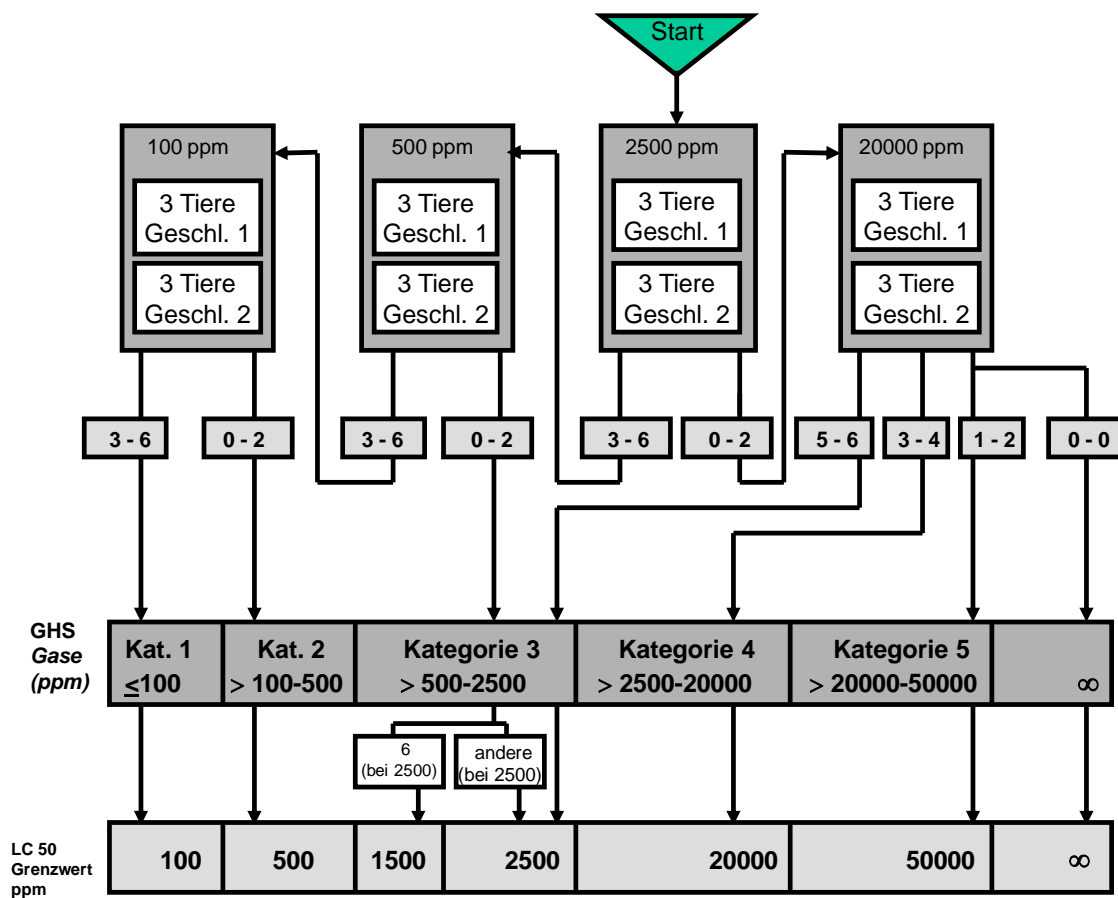 Start
100 ppm
3 Tiere
Geschl. 1
3 Tiere
Geschl. 2
500 ppm
3 Tiere
Geschl. 1
3 Tiere
Geschl. 2
2500 ppm
3 Tiere
Geschl. 1
3 Tiere
Geschl. 2
20000 ppm
3 Tiere
Geschl. 1
3 Tiere
Geschl. 2
3 - 6
0 - 2
3 - 6
0 - 2
3 - 6
0 - 2
5 - 6
3 - 4
1 - 2
0 - 0
GHS
Gase
(ppm)
Kat. 1
≤100
Kat. 2
> 100-500
Kategorie 3
> 500-2500
Kategorie 4
> 2500-20000
Kategorie 5
> 20000-50000
∞
6
(bei 2500)
andere
(bei 2500)
LC 50
Grenzwert
ppm
100
500
1500
2500
20000
50000
∞